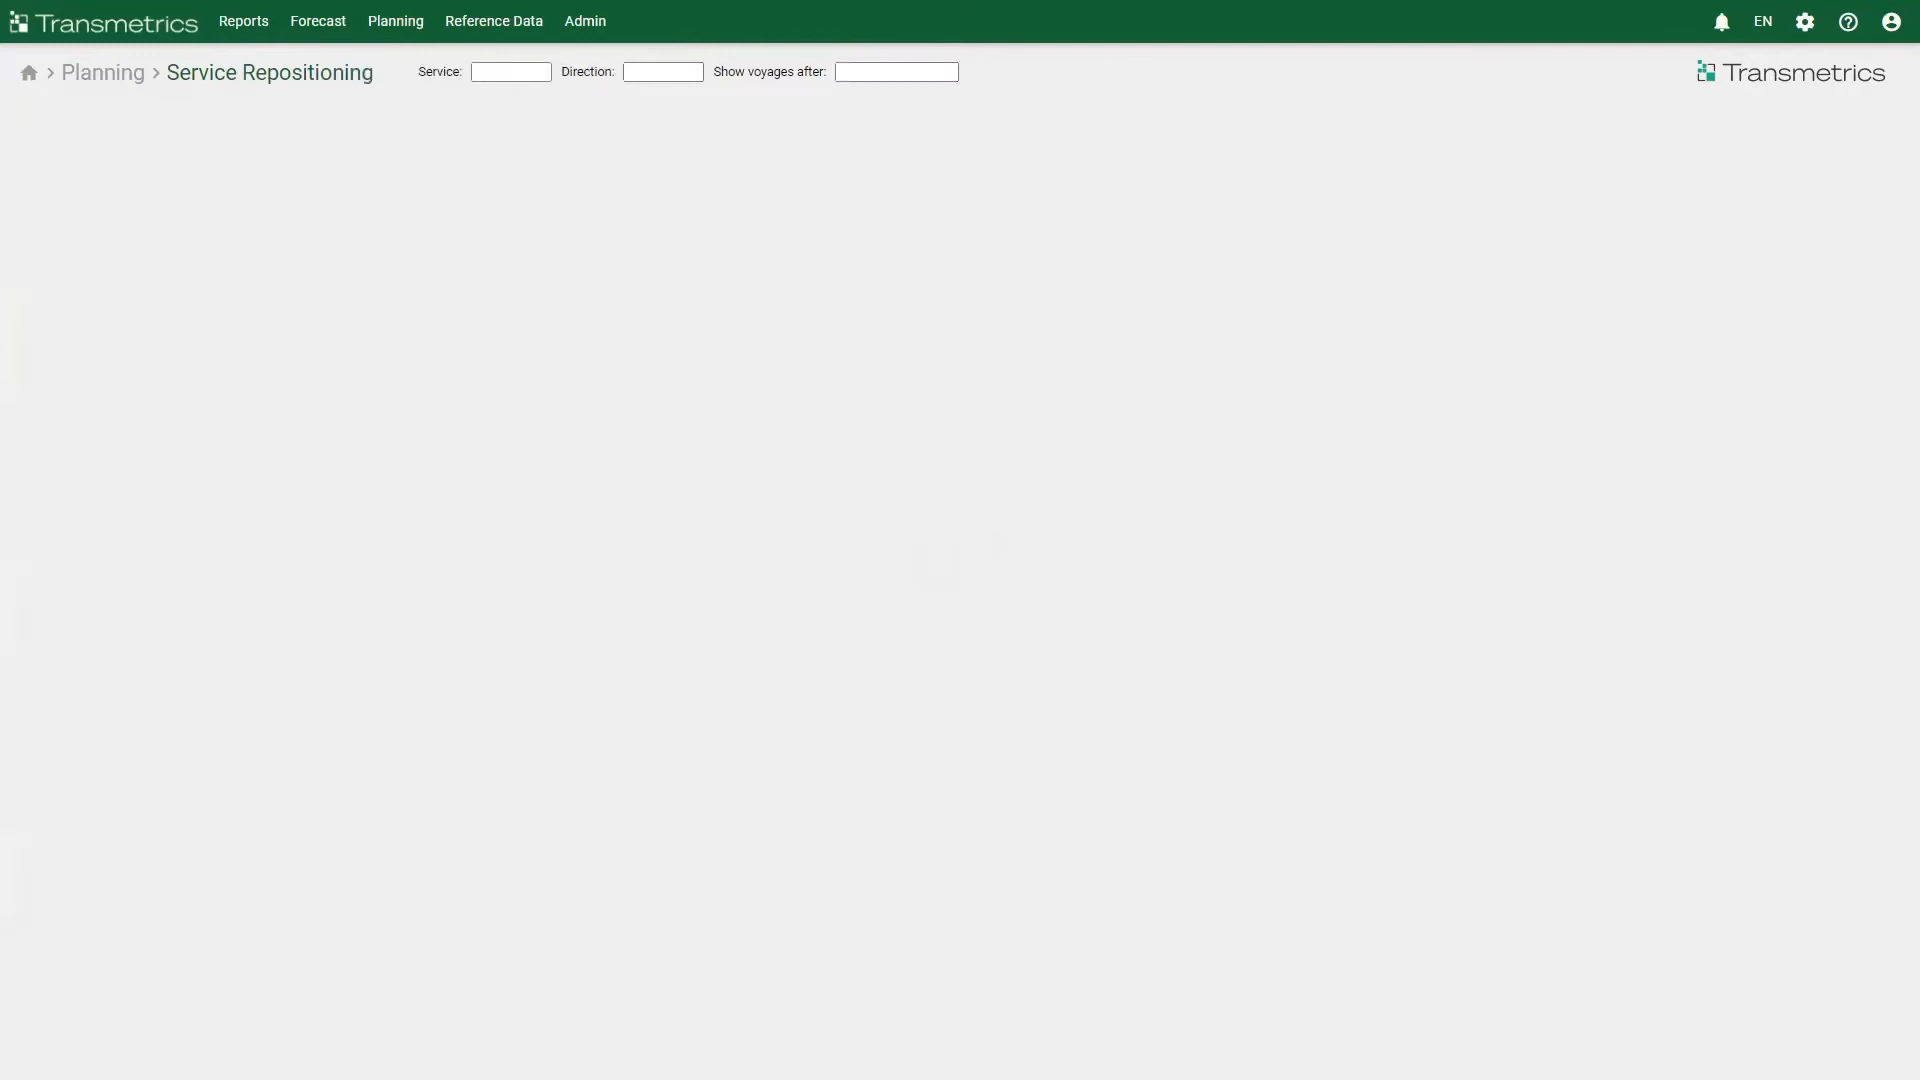 Transmetrics Reports Forecast Planning Reference Data Admin EN
Planning Service Repositioning Service: Direction: Show voyages after: Transmetrics